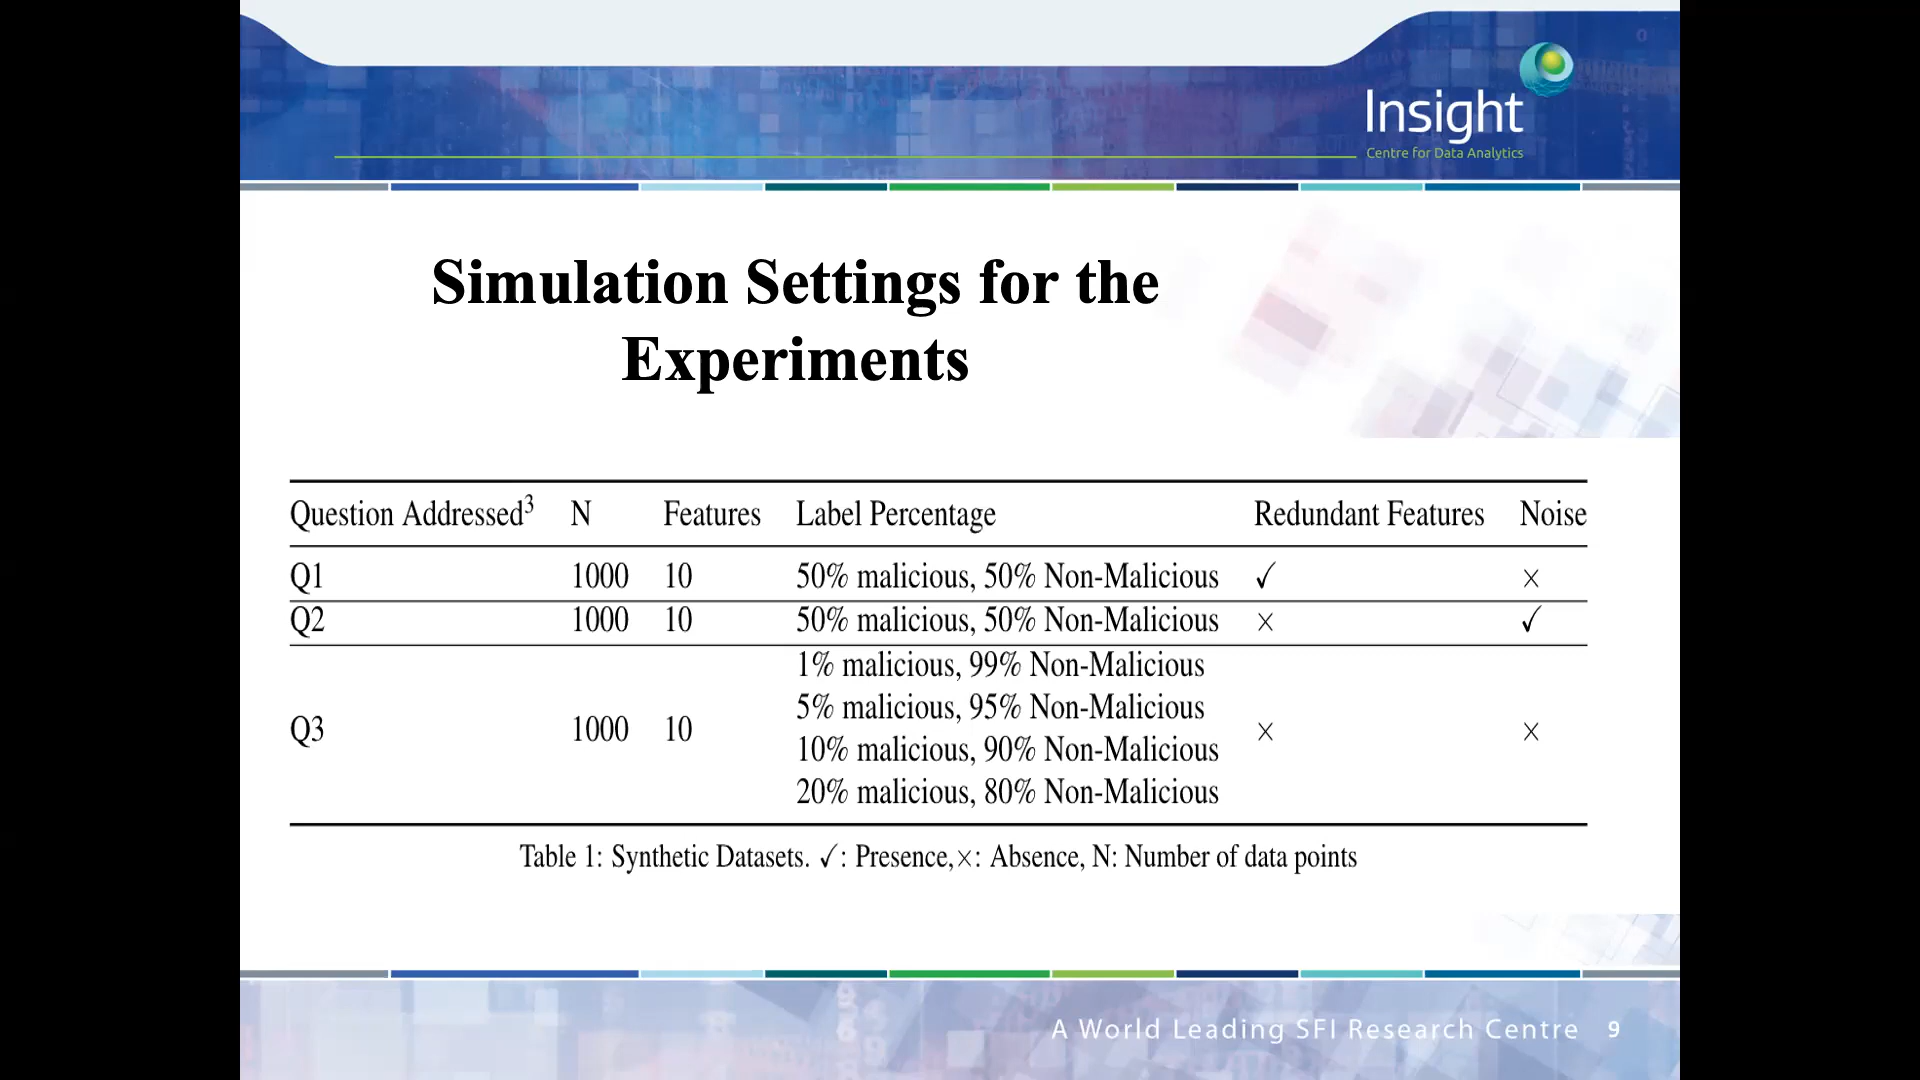 Insight
Centre for Data Analytics
Simulation Settings for the
Experiments
Question Addressed3 N Features Label Percentage Redundant Features Noise
Q1 1000 10 50% malicious, 50% Non-Malicious ✓ ×
Q2 1000 10 50% malicious, 50% Non-Malicious × ✓
1% malicious, 99% Non-Malicious
5% malicious, 95% Non-Malicious
Q3 1000 10 × ×
10% malicious, 90% Non-Malicious
20% malicious, 80% Non-Malicious
Table 1: Synthetic Datasets. ✓: Presence,×: Absence, N: Number of data points
A World Leading SFI Research Centre 9